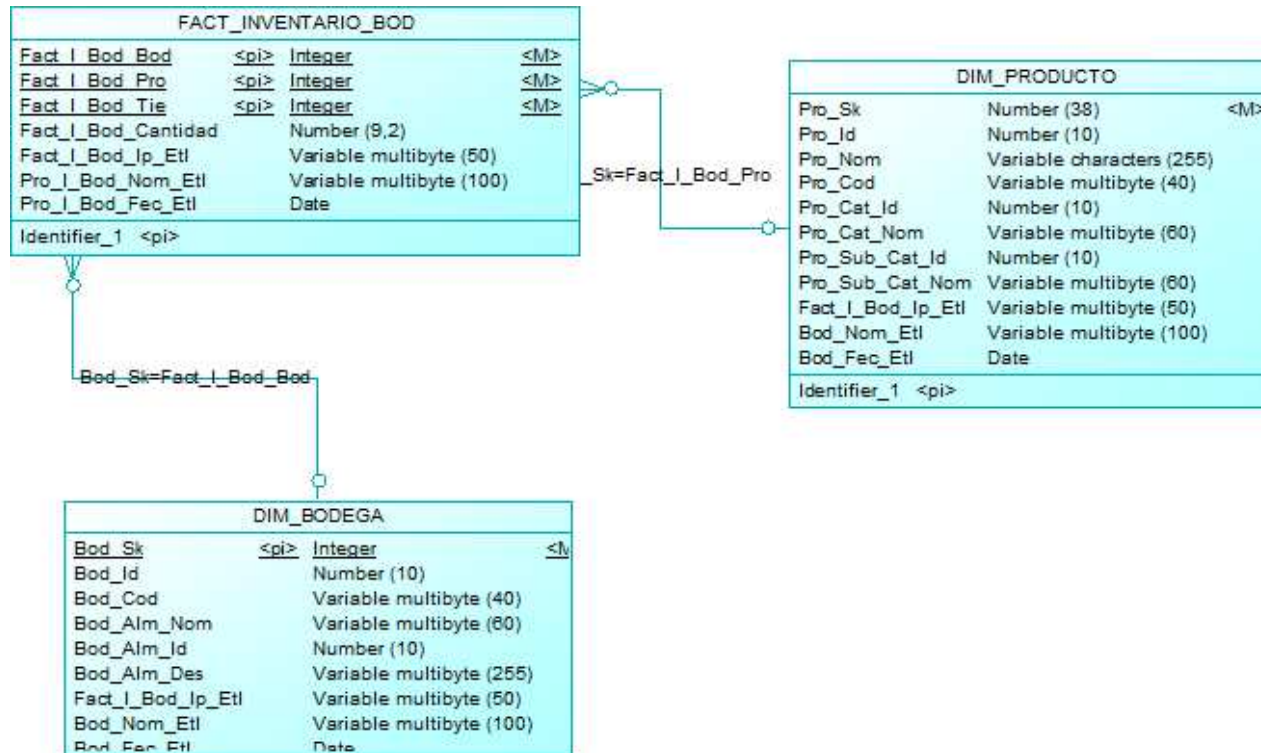 FACT_INVENTARIO_BOD
Fact_I_Bod_Bod <pi> Integer <M>
Fact_I_Bod_Pro <pi> Integer <M>
Fact_I_Bod_Tie <pi> Integer <M>
Fact_I_Bod_Cantidad Number (9,2)
Fact_I_Bod_Ip_Etl Variable multibyte (50)
Pro_I_Bod_Nom_Etl Variable multibyte (100)
Pro_I_Bod_Fec_Etl Date
Identifier_1 <pi>
_Sk=Fact_I_Bod_Pro
DIM_PRODUCTO
Pro_Sk Number (38) <M>
Pro_Id Number (10)
Pro_Nom Variable characters (255)
Pro_Cod Variable multibyte (40)
Pro_Cat_Id Number (10)
Pro_Cat_Nom Variable multibyte (60)
Pro_Sub_Cat_Id Number (10)
Pro_Sub_Cat_Nom Variable multibyte (60)
Fact_I_Bod_Ip_Etl Variable multibyte (50)
Bod_Nom_Etl Variable multibyte (100)
Bod_Fec_Etl Date
Identifier_1 <pi>
Bod_Sk=Fact_I_Bod_Bod
DIM_BODEGA
Bod_Sk <pi> Integer <M
Bod_Id Number (10)
Bod_Cod Variable multibyte (40)
Bod_Alm_Nom Variable multibyte (60)
Bod_Alm_Id Number (10)
Bod_Alm_Des Variable multibyte (255)
Fact_I_Bod_Ip_Etl Variable multibyte (50)
Bod_Nom_Etl Variable multibyte (100)
Bod_Fec_Etl Date